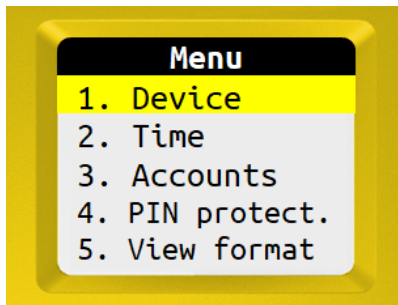 Menu
1. Device
2. Time
3. Accounts
4. PIN protect.
5. View format